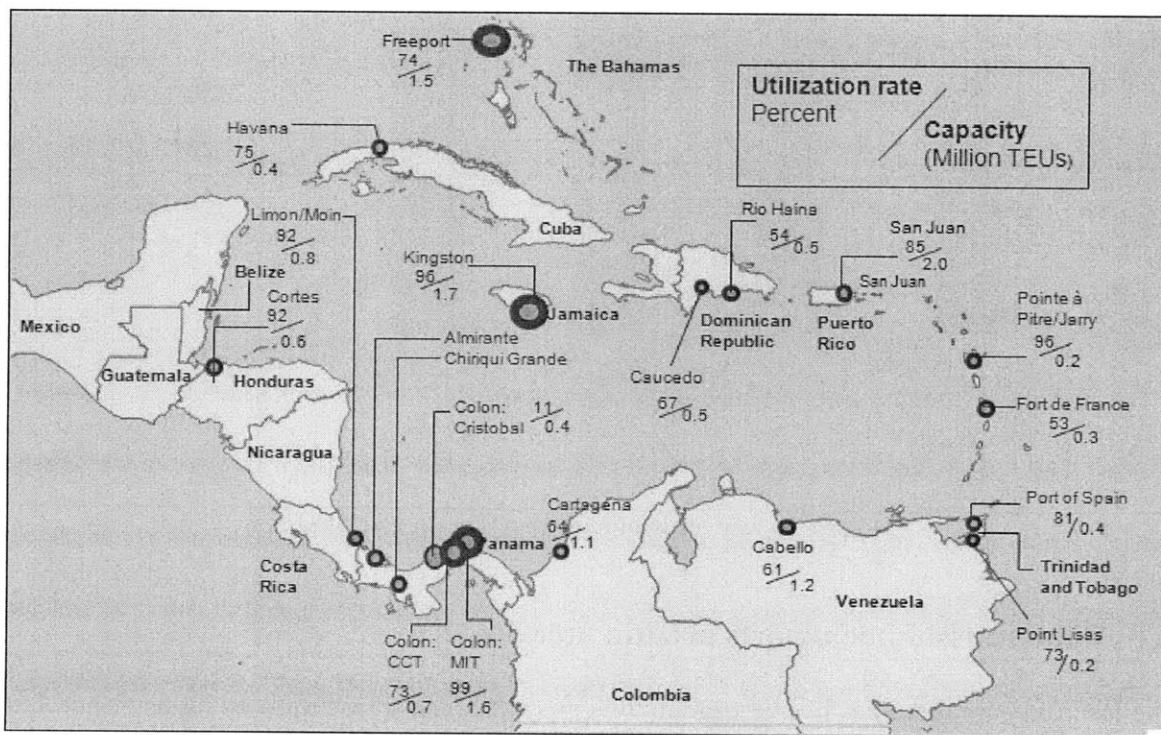 Freeport
74/1.5
The Bahamas
Utilization rate
Percent
Capacity
(Million TEUs)
Havana
75/0.4
Cuba
Limon/Moin
92/0.8
Belize
Cortes
92/0.6
Mexico
Guatemala
Honduras
Nicaragua
Costa
Rica
Kingston
96/1.7
Jamaica
Almirante
Chiriqui Grande
Colon:
Cristobal
11/0.4
Rio Haina
54/0.5
San Juan
85/2.0
San Juan
Dominican
Republic
Puerto
Rico
Caucedo
67/0.5
Pointe à
Pitre/Jarry
96/0.2
Fort de France
53/0.3
Cartagena
64/1.1
Panama
Cabello
61/1.2
Venezuela
Port of Spain
81/0.4
Trinidad
and Tobago
Point Lisas
73/0.2
Colon:
CCT
73/0.7
Colon:
MIT
99/1.6
Colombia